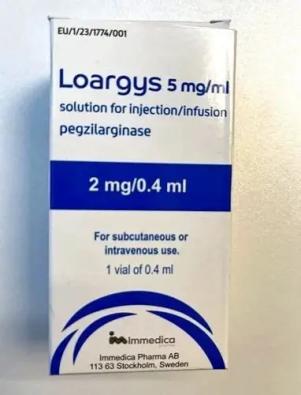 EU/1/23/1774/001
Loargys 5 mg/ml
solution for injection/infusion
pegzilarginase
2 mg/0.4 ml
For subcutaneous or
intravenous use.
1 vial of 0.4 ml
immedica
Immedica Pharma AB
113 63 Stockholm, Sweden